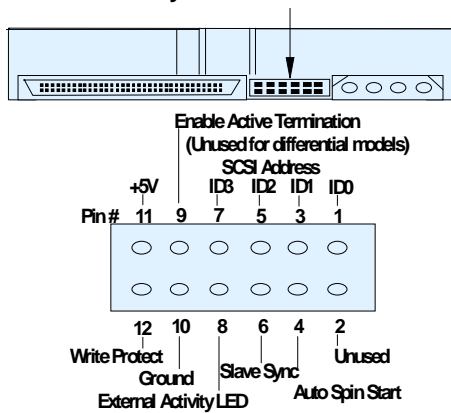 Enable Active Termination
(Unused for differential models)
SCSI Address
+5V ID3 ID2 ID1 ID0
Pin # 11 9 7 5 3 1
12 10 8 6 4 2
Write Protect Slave Sync Unused
Ground
External Activity LED Auto Spin Start